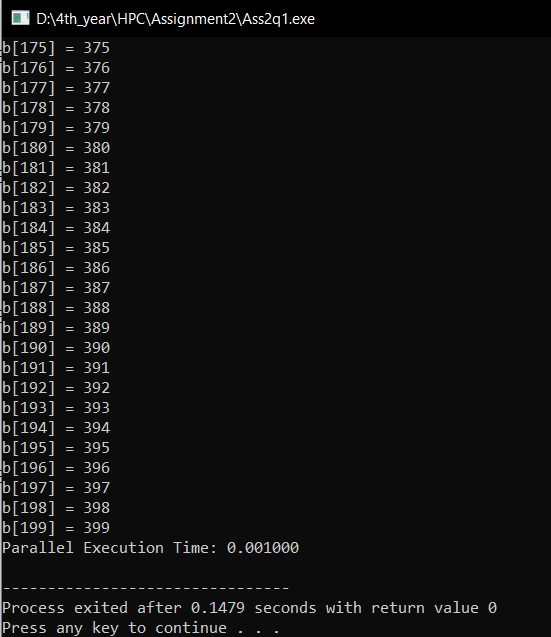 D:\4th_year\HPC\Assignment2\Ass2q1.exe
b[175] = 375
b[176] = 376
b[177] = 377
b[178] = 378
b[179] = 379
b[180] = 380
b[181] = 381
b[182] = 382
b[183] = 383
b[184] = 384
b[185] = 385
b[186] = 386
b[187] = 387
b[188] = 388
b[189] = 389
b[190] = 390
b[191] = 391
b[192] = 392
b[193] = 393
b[194] = 394
b[195] = 395
b[196] = 396
b[197] = 397
b[198] = 398
b[199] = 399
Parallel Execution Time: 0.001000
--------------------------------
Process exited after 0.1479 seconds with return value 0
Press any key to continue . . .